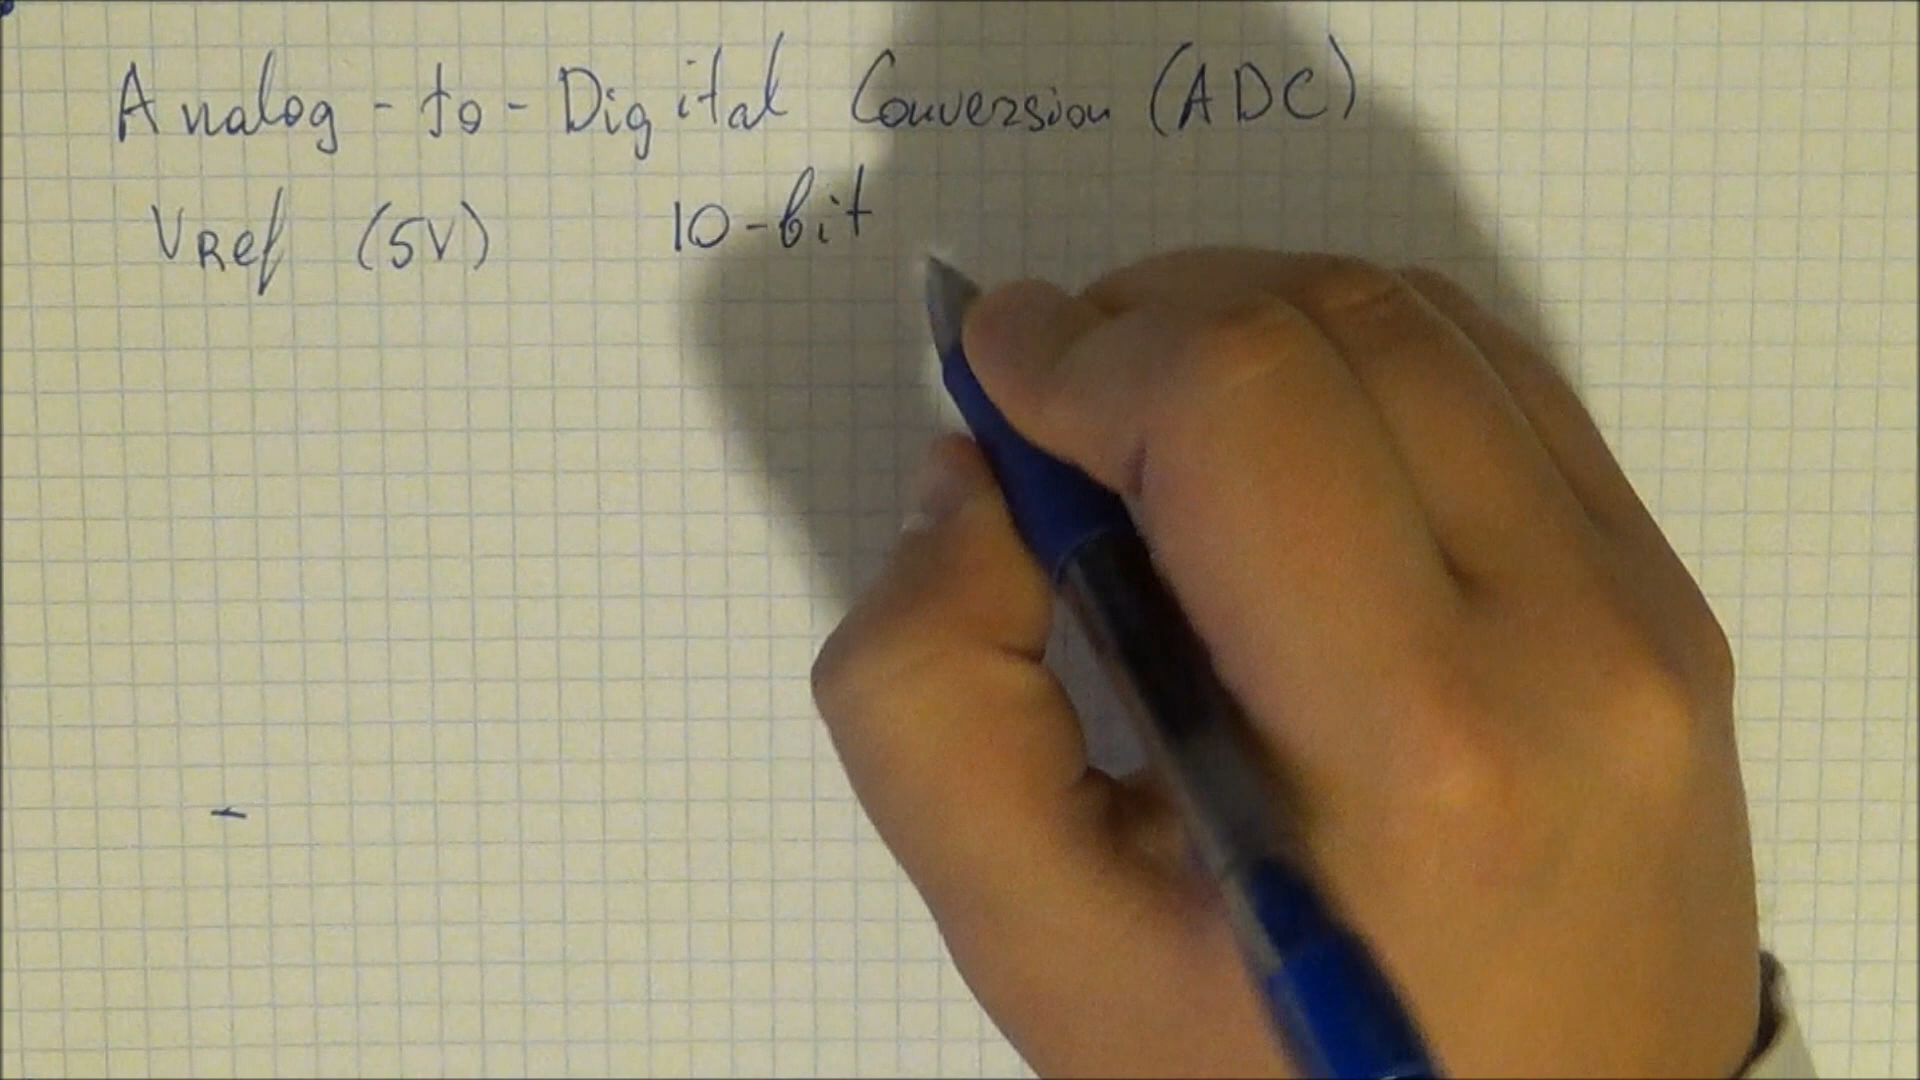 Analog-to-Digital Conversion (ADC)
VRef (5V) 10-bit
-